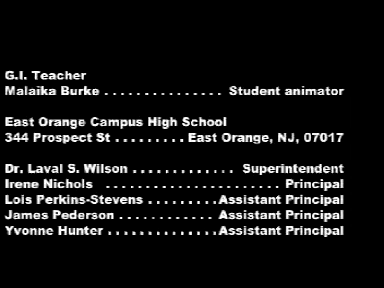 G.I. Teacher
Malaika Burke . . . . . . . . . . . . . . . Student animator
East Orange Campus High School
344 Prospect St . . . . . . . . . East Orange, NJ, 07017
Dr. Laval S. Wilson . . . . . . . . . . . . . Superintendent
Irene Nichols . . . . . . . . . . . . . . . . . . . . . . Principal
Lois Perkins-Stevens . . . . . . . . . Assistant Principal
James Pederson . . . . . . . . . . . . Assistant Principal
Yvonne Hunter . . . . . . . . . . . . . . Assistant Principal